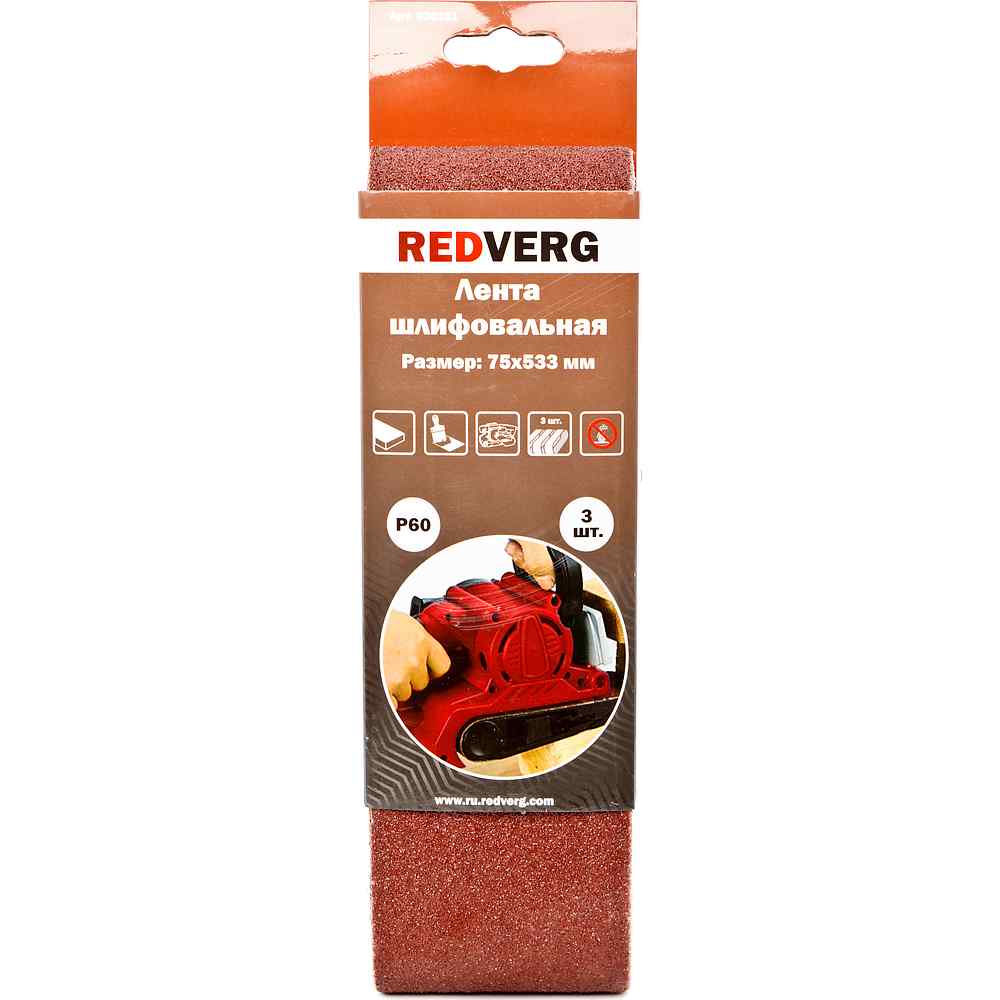 REDVERG
Лента
шлифовальная
Размер: 75x533 мм
3 шт.
P60
3
шт.
www.ru.redverg.com